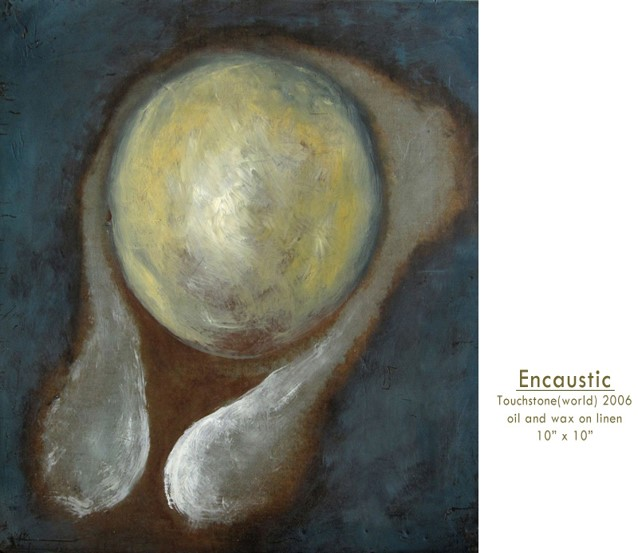 Encaustic
Touchstone(world) 2006
oil and wax on linen
10" x 10"